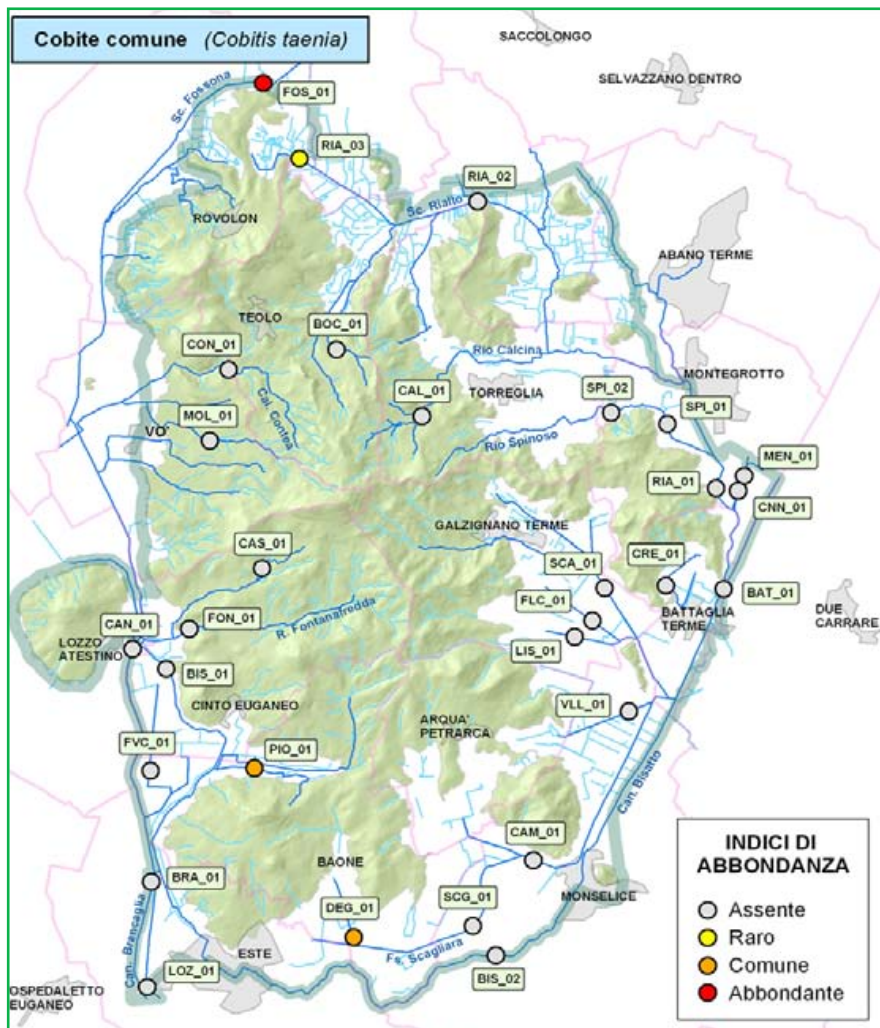 Cobite comune (Cobitis taenia)
SACCOLONGO
SELVAZZANO DENTRO
Sc. Fossona
FOS_01
RIA_03
RIA_02
Sc. Rialto
ROVOLON
ABANO TERME
TEOLO
BOC_01
CON_01
Rio Calcina
MONTEGROTTO
CAL_01
TORREGLIA
SPI_02
SPI_01
MOL_01
Cal. Contea
VO'
Rio Spinoso
MEN_01
RIA_01
CNN_01
GALZIGNANO TERME
CAS_01
SCA_01
CRE_01
FLC_01
BAT_01
CAN_01
FON_01
R. Fontanafredda
BATTAGLIA
TERME
DUE
CARRARE
LOZZO
ATESTINO
LIS_01
BIS_01
CINTO EUGANEO
ARQUA'
PETRARCA
VLL_01
FVC_01
PIO_01
Can. Bisatto
CAM_01
BAONE
MONSELICE
BRA_01
DEG_01
SCG_01
Can. Brancaglia
Fs. Scagliara
ESTE
BIS_02
LOZ_01
OSPEDALETTO
EUGANEO
INDICI DI
ABBONDANZA
Assente
Raro
Comune
Abbondante